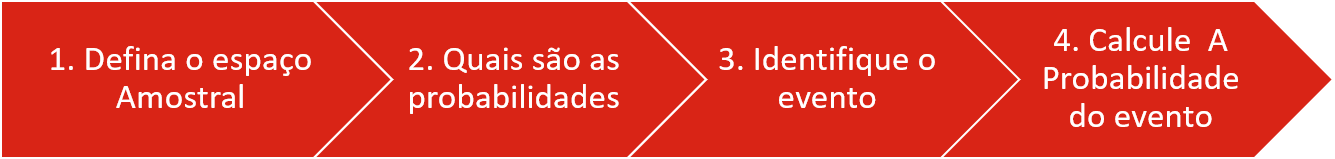 1. Defina o espaço
Amostral
2. Quais são as
probabilidades
3. Identifique o
evento
4. Calcule  A
Probabilidade
do evento